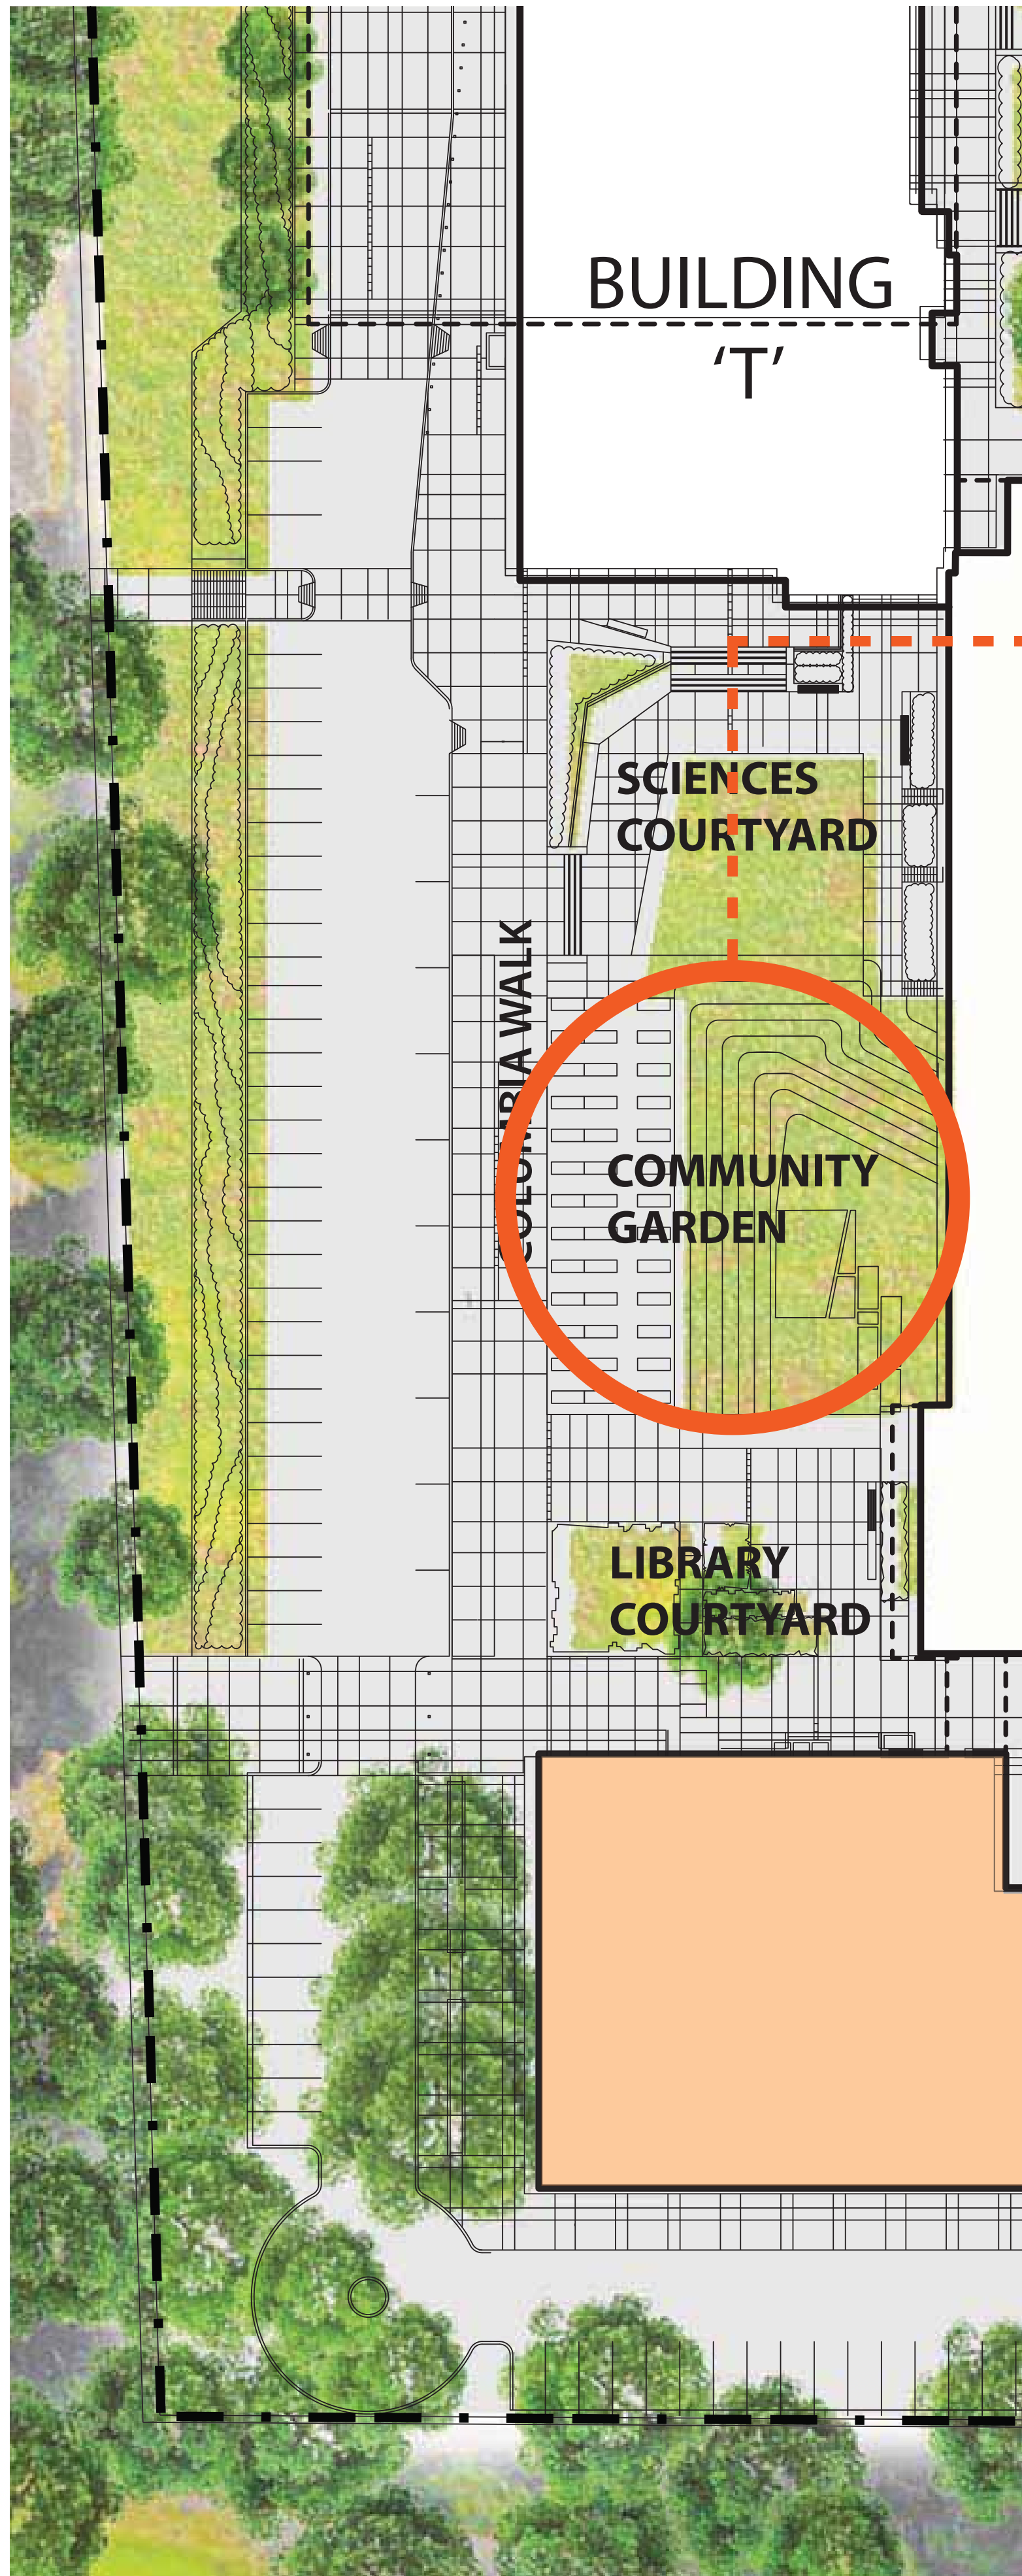 BUILDING
‘T’
SCIENCES
COURTYARD
COLUMBIA WALK
COMMUNITY
GARDEN
LIBRARY
COURTYARD